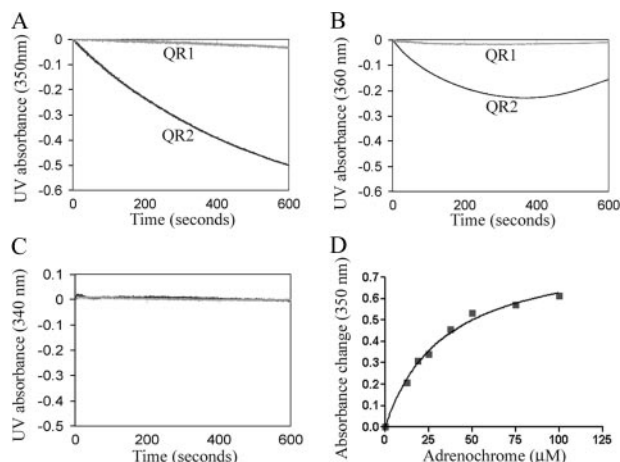 A
UV absorbance (350nm)
0
-0.1
-0.2
-0.3
-0.4
-0.5
-0.6
QR1
QR2
0 200 400 600
Time (seconds)
B
UV absorbance (360 nm)
0
-0.1
-0.2
-0.3
-0.4
-0.5
-0.6
QR1
QR2
0 200 400 600
Time (seconds)
C
UV absorbance (340 nm)
0.1
0
-0.1
-0.2
-0.3
-0.4
-0.5
0 200 400 600
Time (seconds)
D
Absorbance change (350 nm)
0.7
0.6
0.5
0.4
0.3
0.2
0.1
0.0
0 25 50 75 100 125
Adrenochrome (µM)